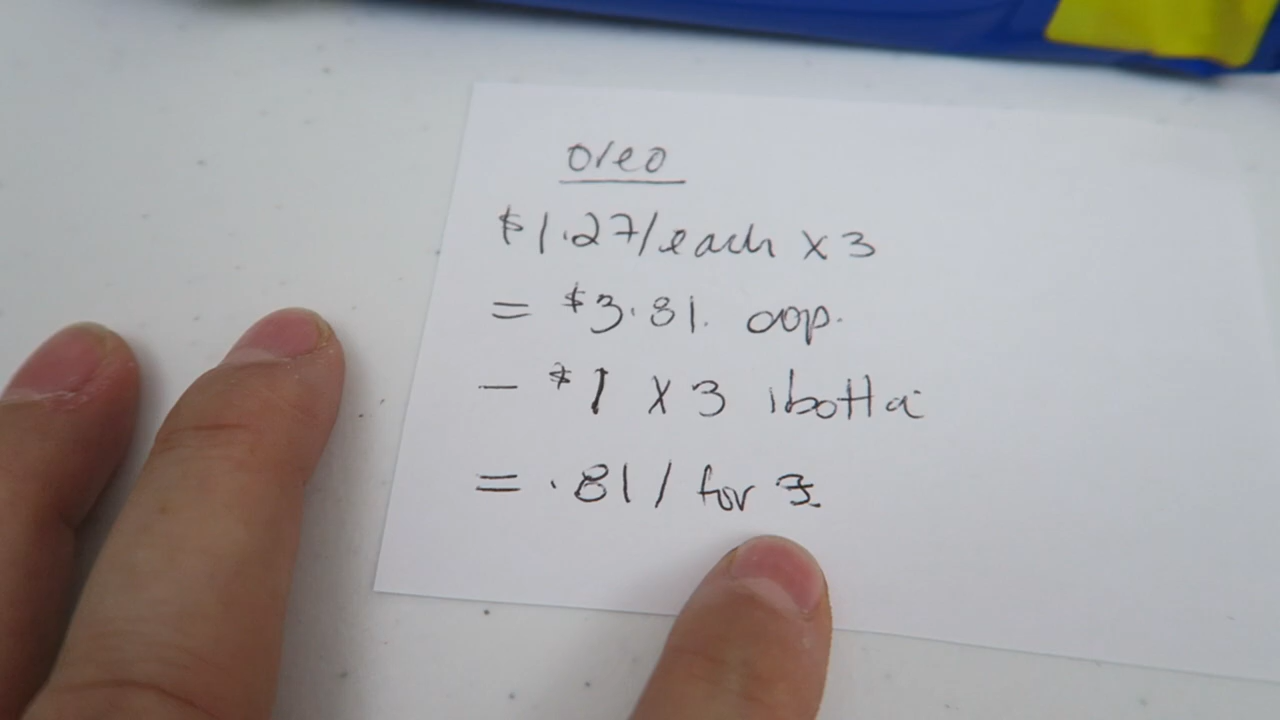 oreo
$1.27/each x 3
= $3.81. oop.
- $1 x 3 ibotta
= .81 / for 3